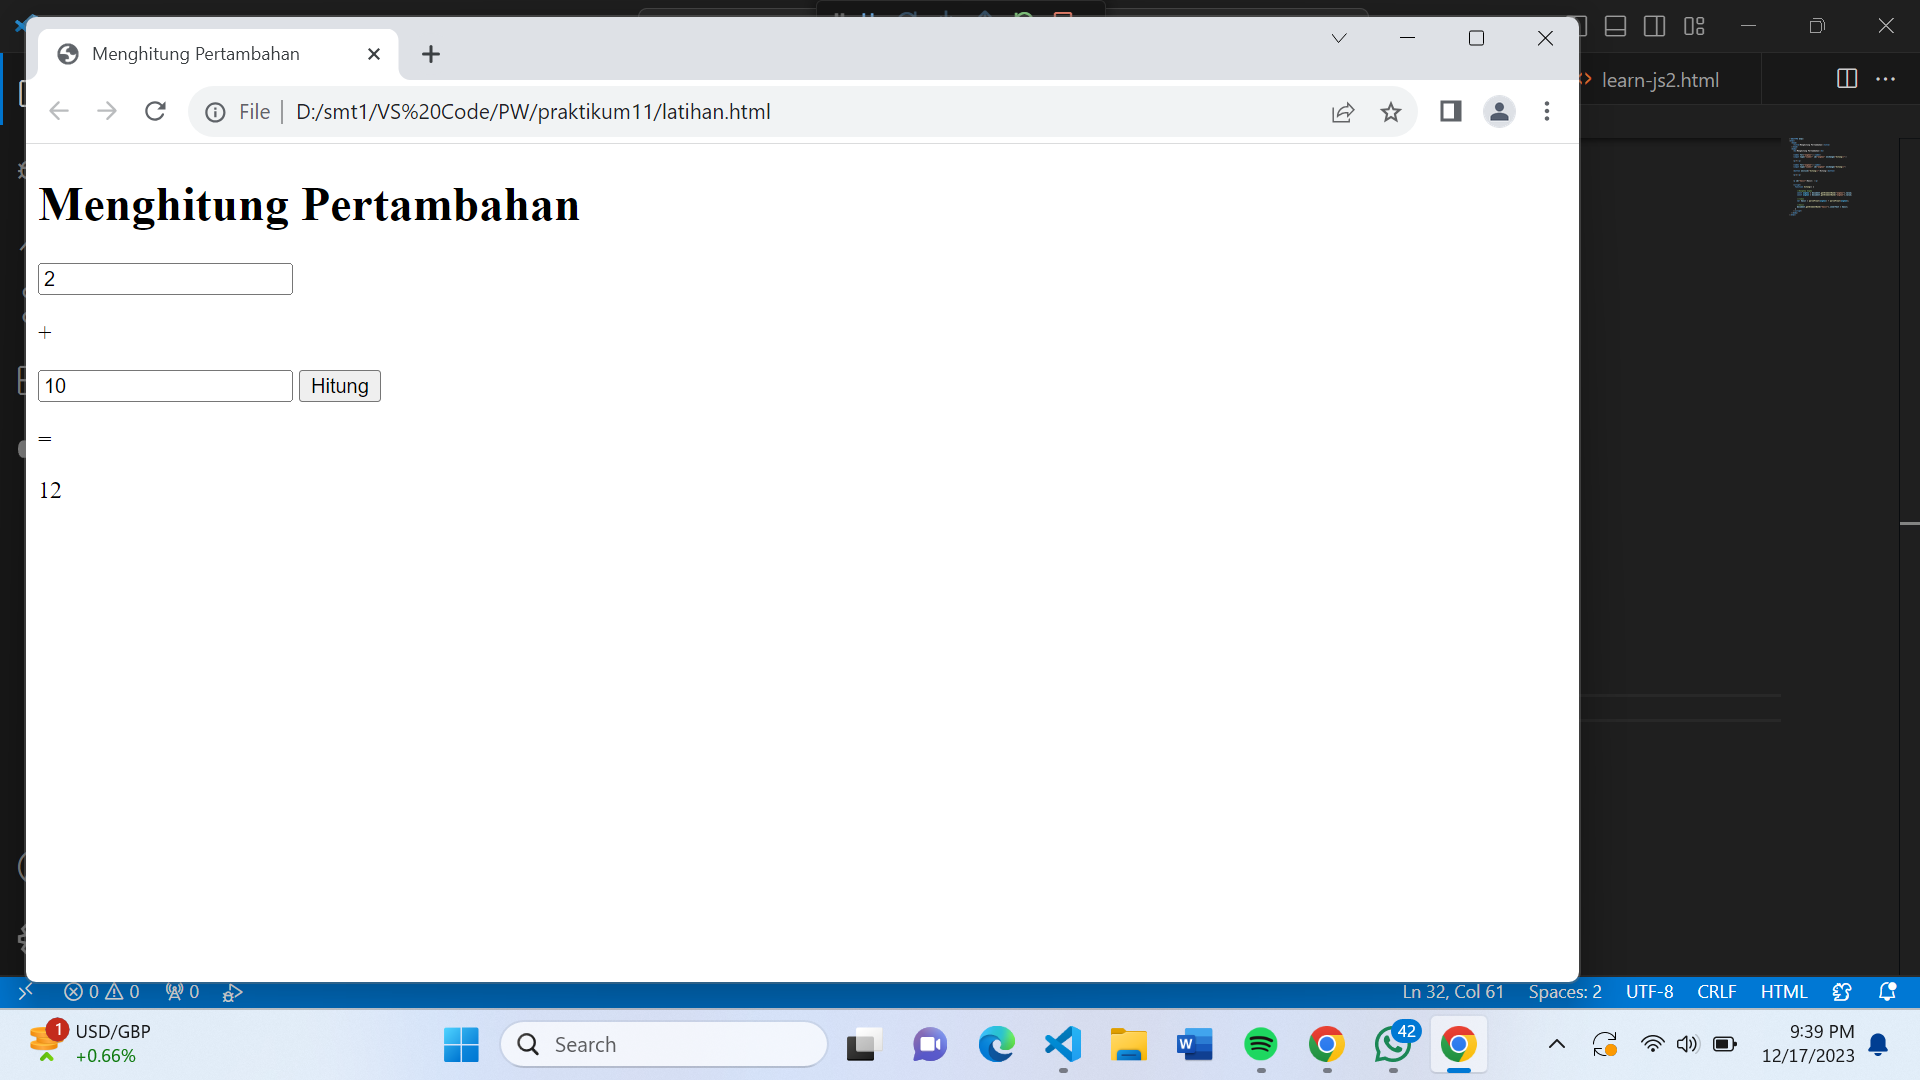 Menghitung Pertambahan
learn-js2.html
File
D:/smt1/VS%20Code/PW/praktikum11/latihan.html
Menghitung Pertambahan
2
+
10 Hitung
=
12
0 0 0 Ln 32, Col 61 Spaces: 2 UTF-8 CRLF HTML
1 USD/GBP
+0.66%
Search
W
42
9:39 PM
12/17/2023